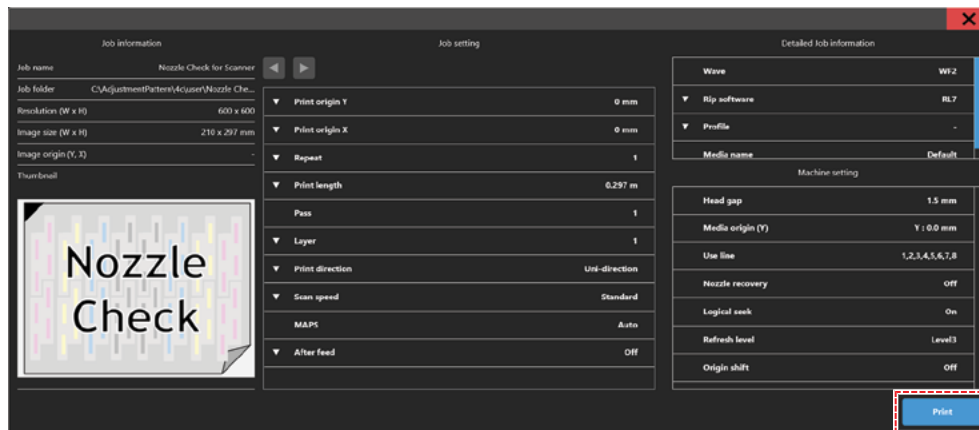 Job information
Job name Nozzle Check for Scanner
Job folder C:\AdjustmentPattern\4c\user\Nozzle Che...
Resolution (W x H) 600 x 600
Image size (W x H) 210 x 297 mm
Image origin (Y, X) -
Thumbnail
Nozzle
Check
Job setting
Print origin Y 0 mm
Print origin X 0 mm
Repeat 1
Print length 0.297 m
Pass 1
Layer 1
Print direction Uni-direction
Scan speed Standard
MAPS Auto
After feed Off
Detailed Job information
Wave WF2
Rip software RL7
Profile -
Media name Default
Machine setting
Head gap 1.5 mm
Media origin (Y) Y : 0.0 mm
Use line 1,2,3,4,5,6,7,8
Nozzle recovery Off
Logical seek On
Refresh level Level3
Origin shift Off
Print